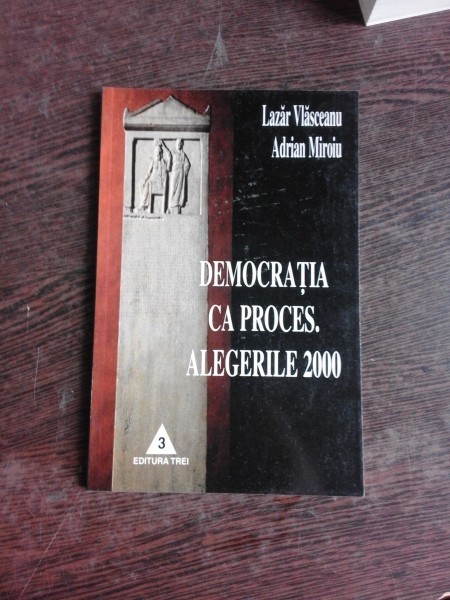 Lazăr Vlăsceanu
Adrian Miroiu
DEMOCRAȚIA
CA PROCES.
ALEGERILE 2000
3
EDITURA TREI